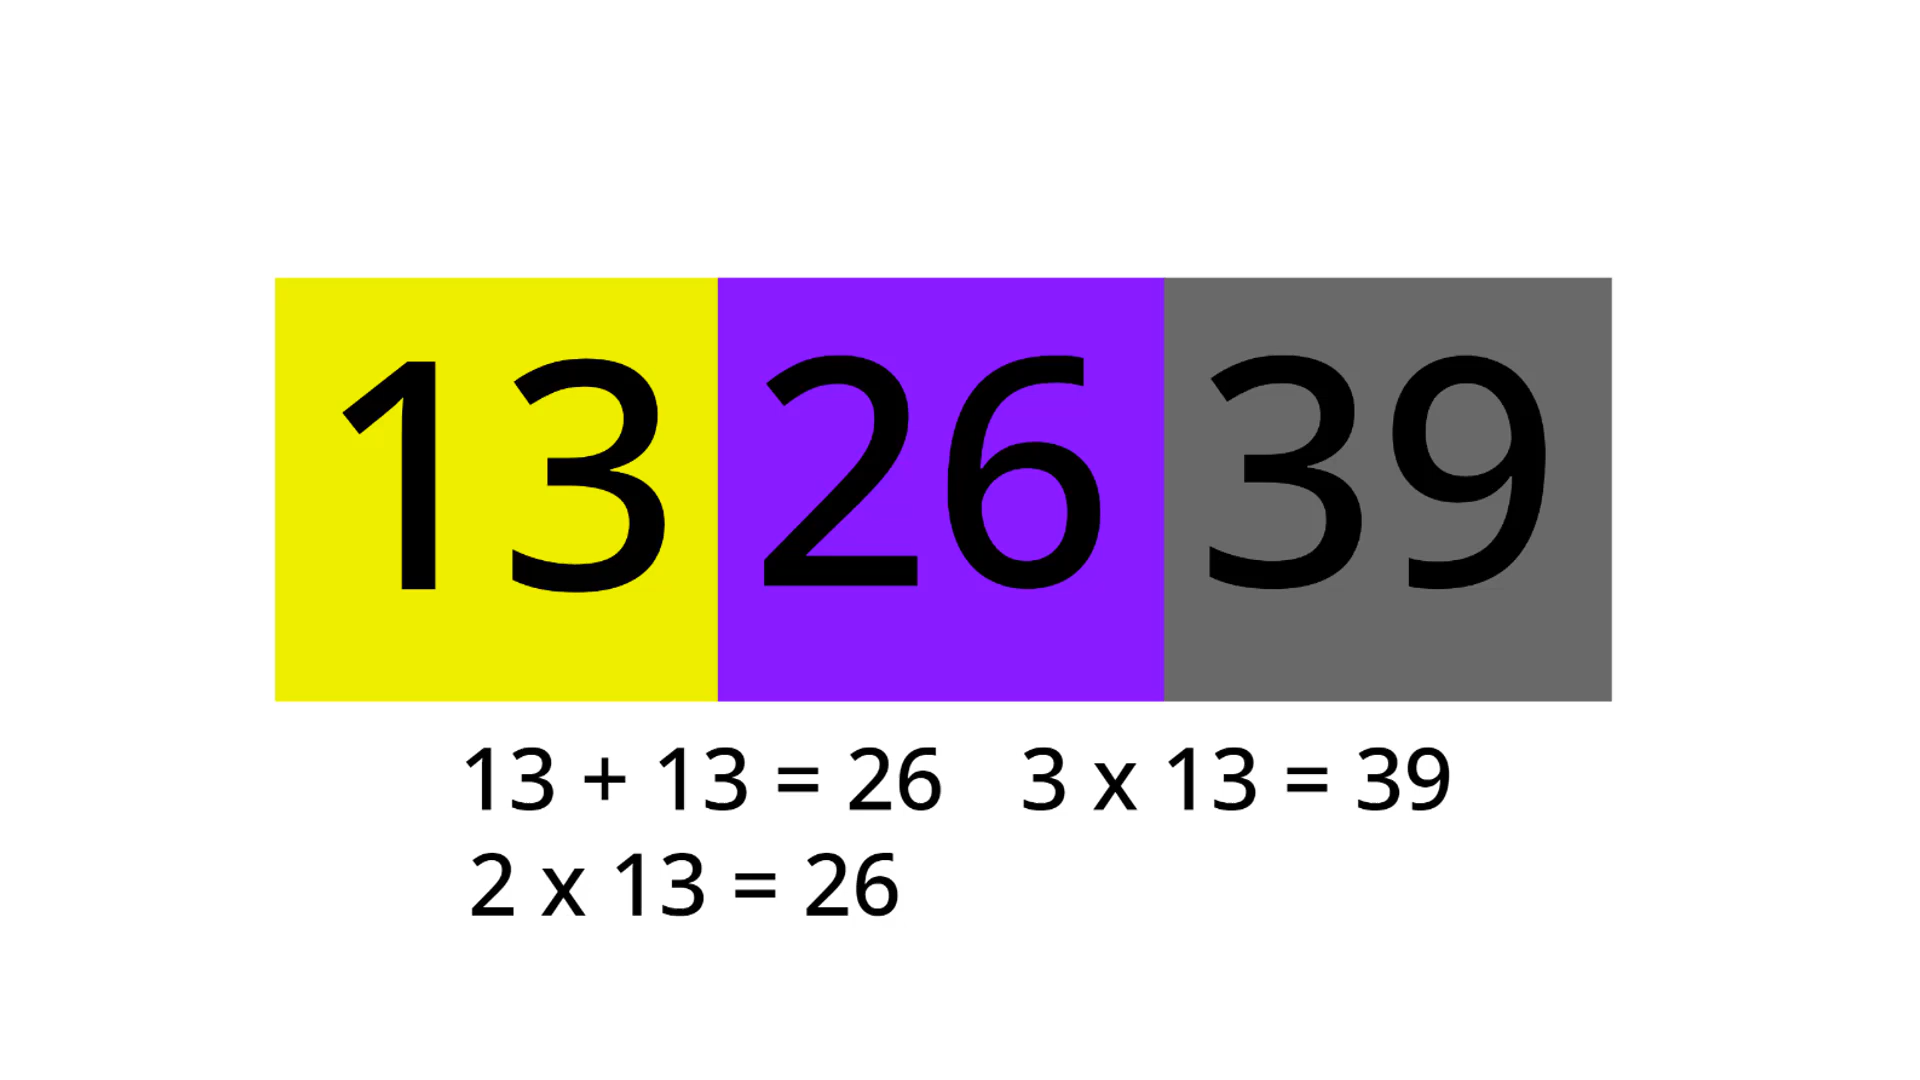 13 26 39
13 + 13 = 26 3 x 13 = 39
2 x 13 = 26